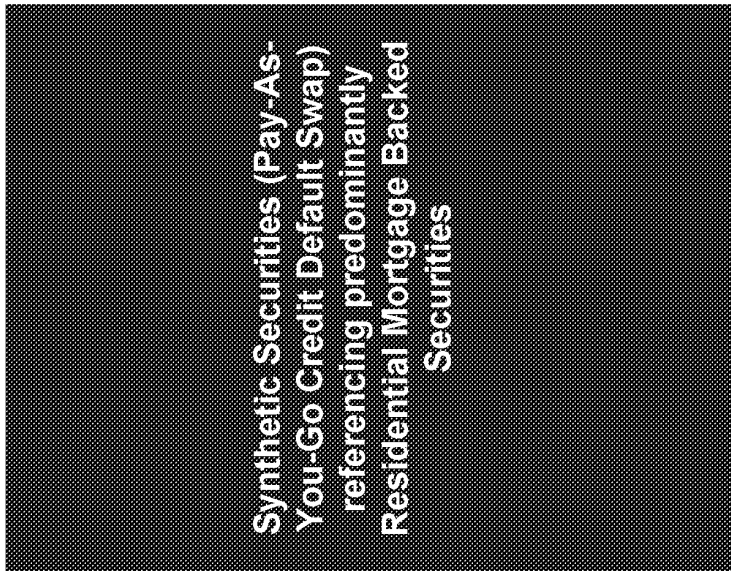 Synthetic Securities (Pay-As-
You-Go Credit Default Swap)
referencing predominantly
Residential Mortgage Backed
Securities